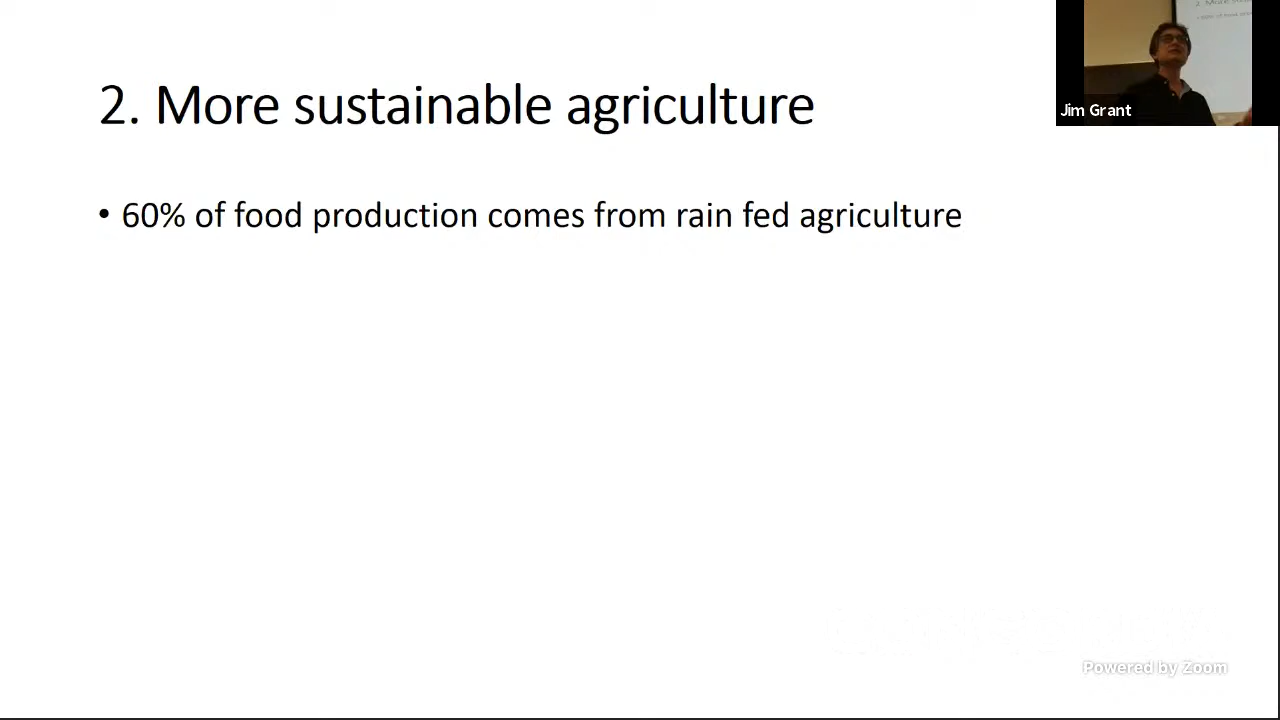 2. More sustainable agriculture
• 60% of food production comes from rain fed agriculture
Jim Grant
Powered by Zoom